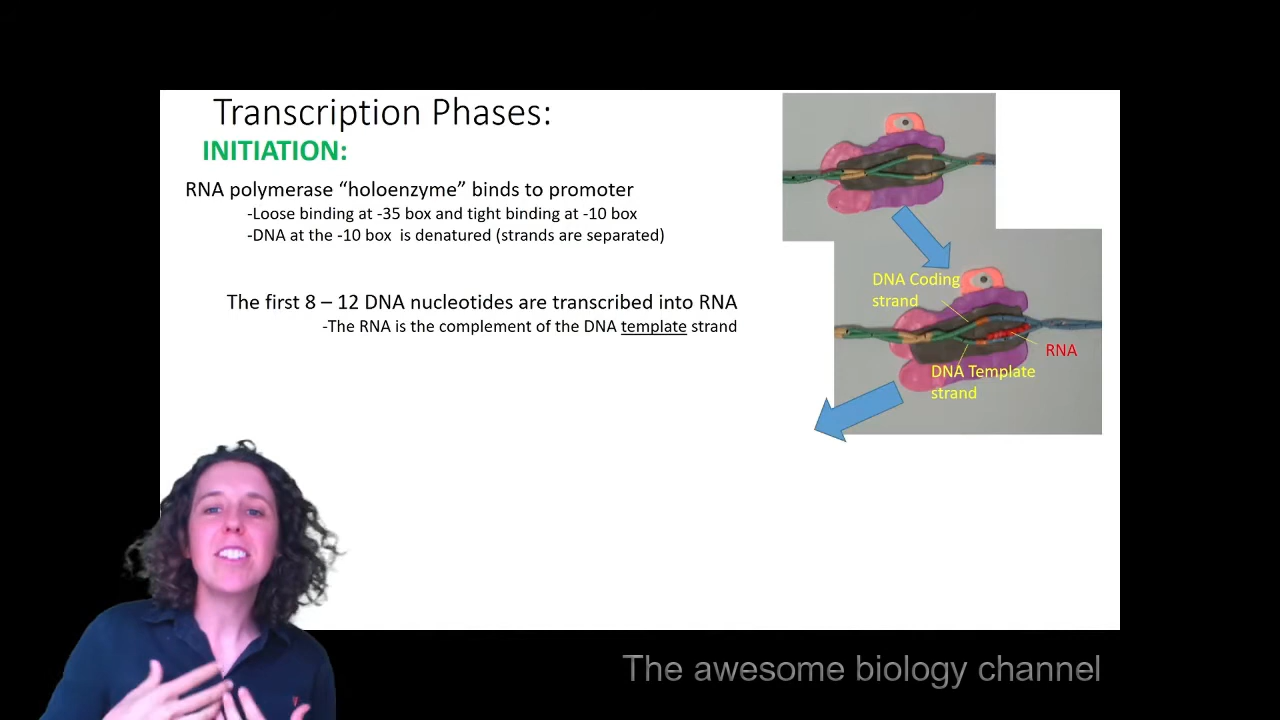 Transcription Phases:
INITIATION:
RNA polymerase “holoenzyme” binds to promoter
-Loose binding at -35 box and tight binding at -10 box
-DNA at the -10 box  is denatured (strands are separated)
The first 8 – 12 DNA nucleotides are transcribed into RNA
-The RNA is the complement of the DNA template strand
DNA Coding
strand
RNA
DNA Template
strand
The awesome biology channel